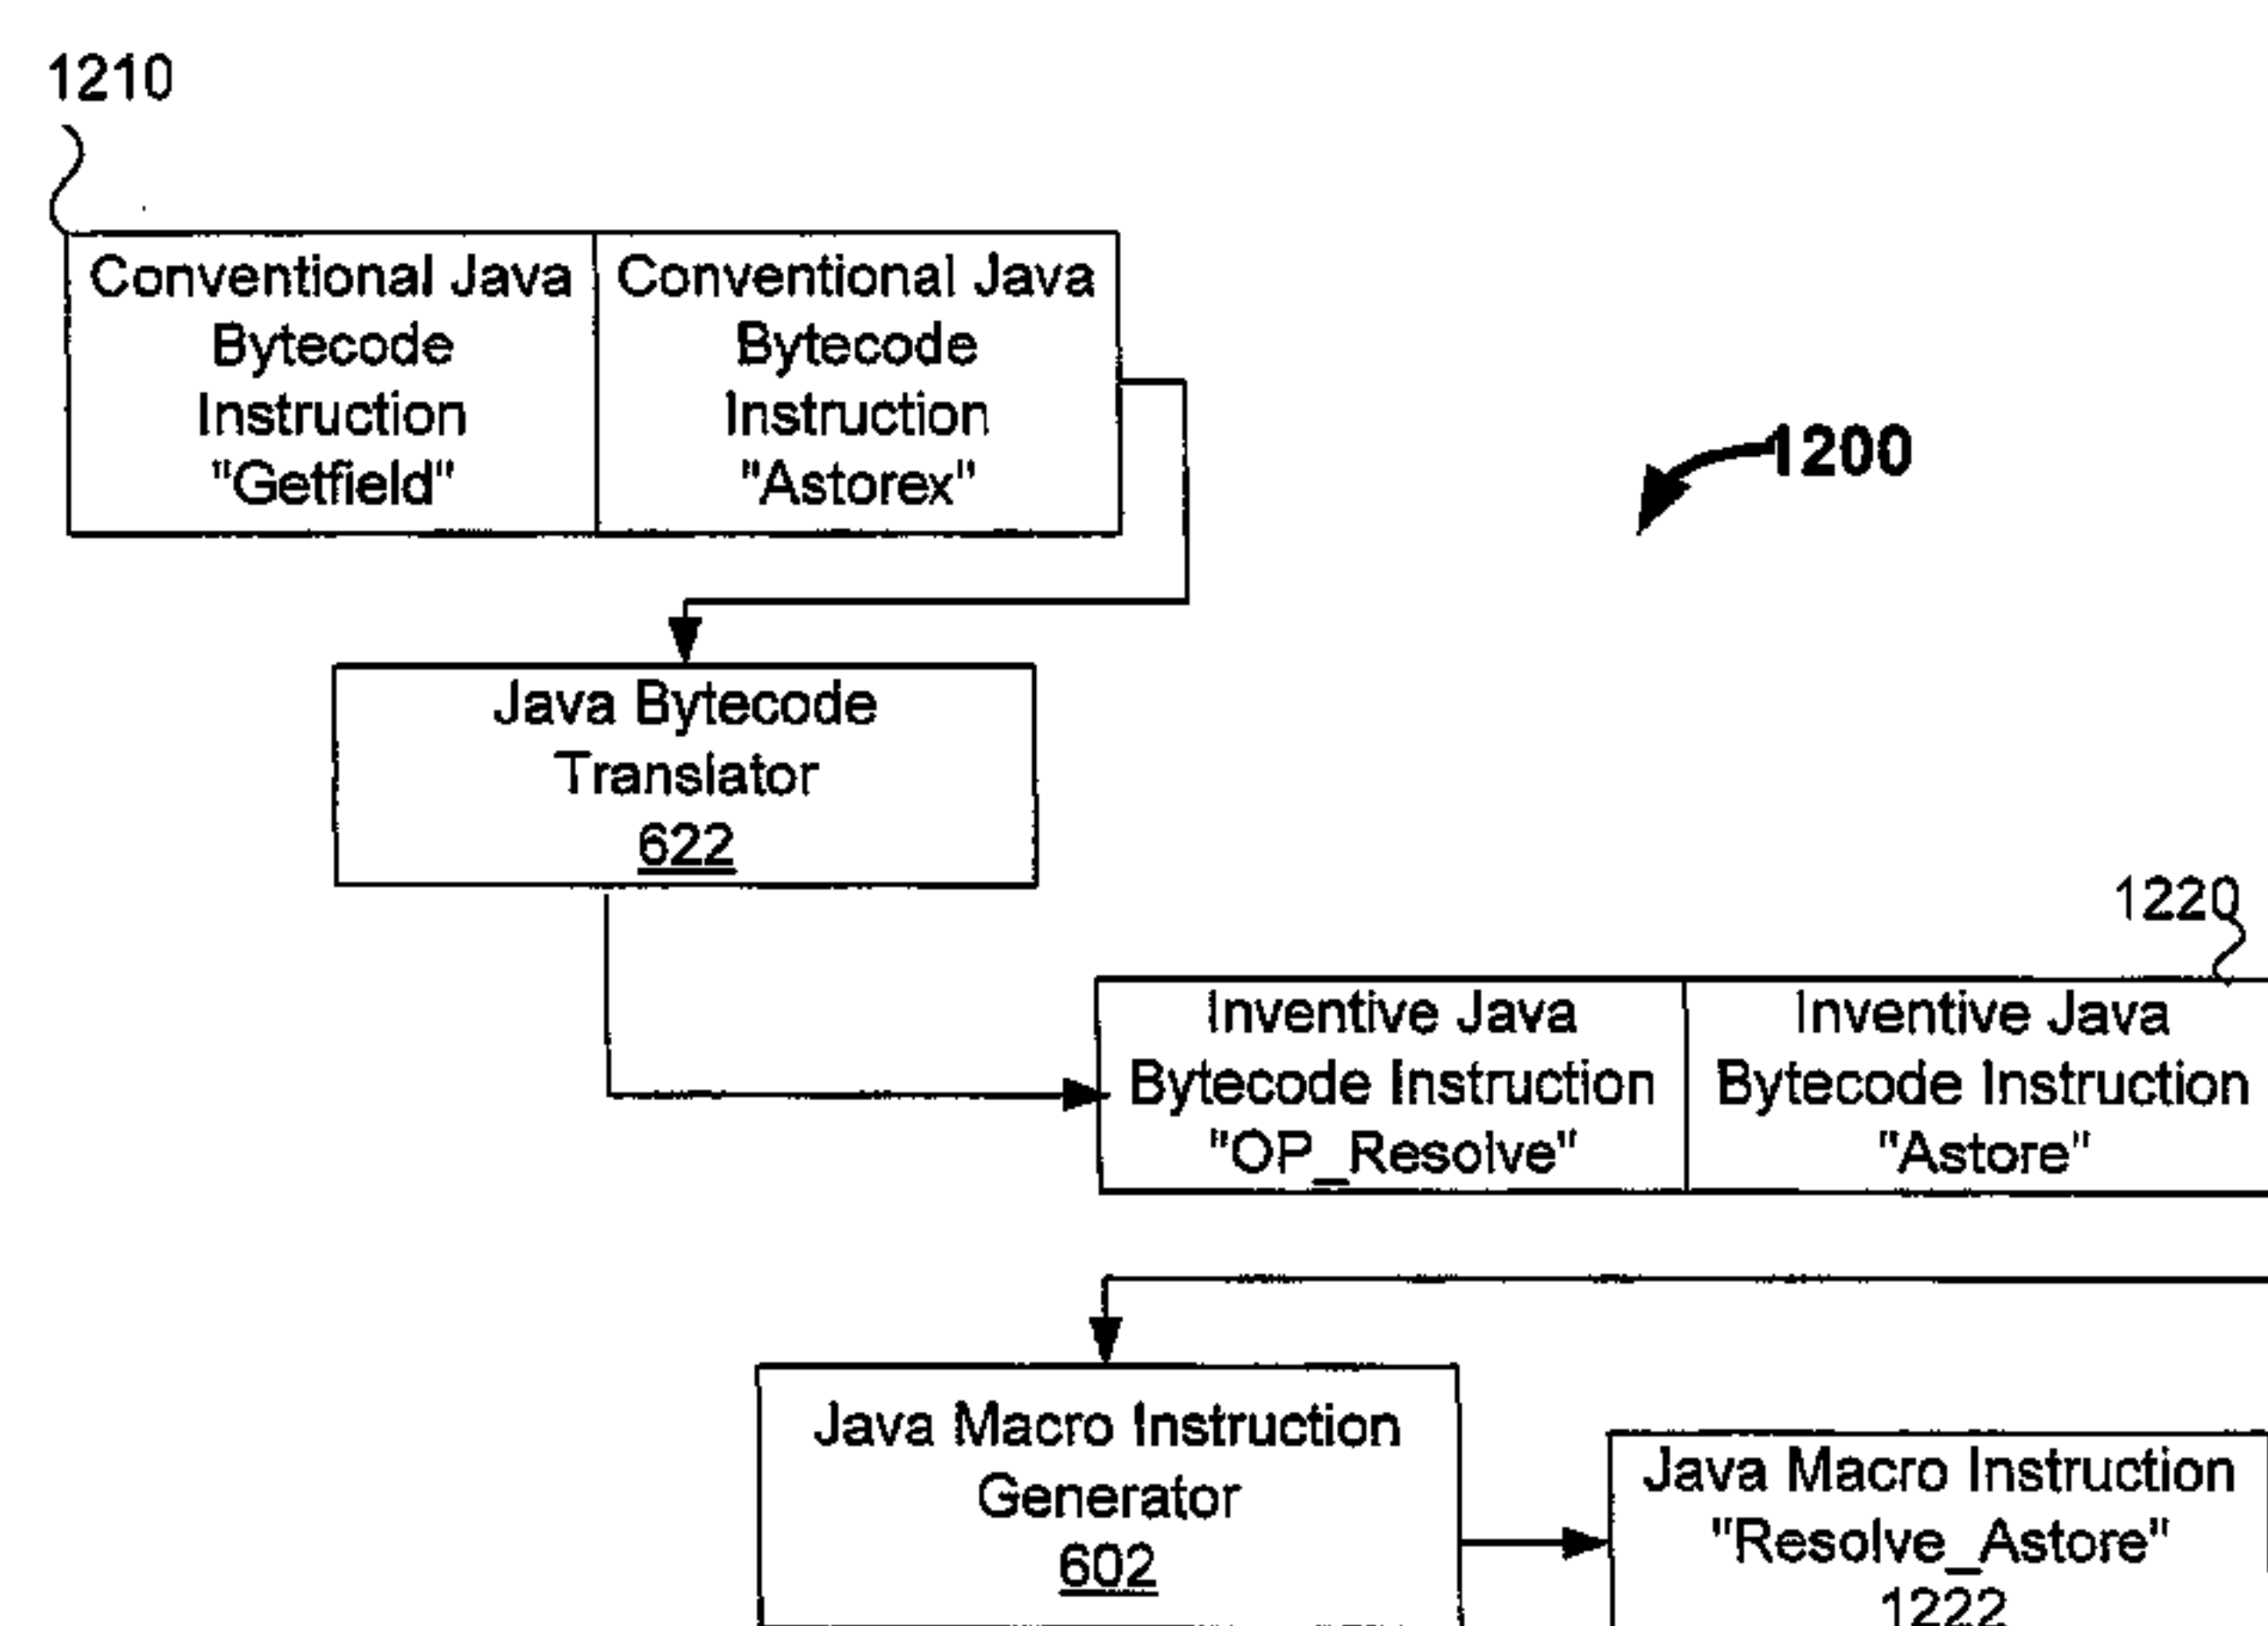 1210
Conventional Java
Bytecode
Instruction
"Getfield"
Conventional Java
Bytecode
Instruction
"Astorex"
1200
Java Bytecode
Translator
622
1220
Inventive Java
Bytecode Instruction
"OP_Resolve"
Inventive Java
Bytecode Instruction
"Astore"
Java Macro Instruction
Generator
602
Java Macro Instruction
"Resolve_Astore"
1222